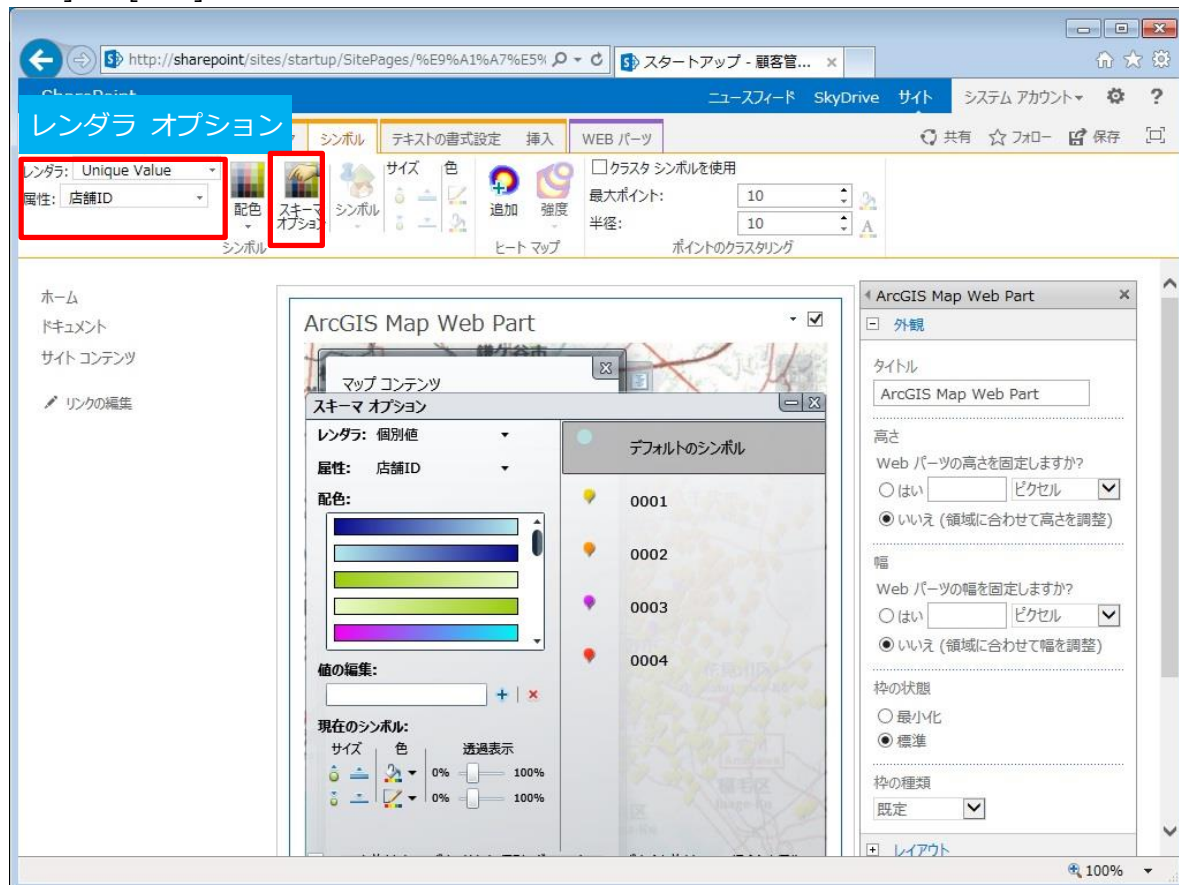 http://sharepoint/sites/startup/SitePages/%E9%A1%A7%E5%
スタートアップ - 顧客管...
ニュースフィード SkyDrive サイト システム アカウント ?
レンダラ オプション
シンボル テキストの書式設定 挿入 WEB パーツ 共有 フォロー 保存
レンダラ: Unique Value
属性: 店舗ID
配色
スキーマ オプション
シンボル
サイズ 色
シンボル
追加 強度
ヒート マップ
クラスタ シンボルを使用
最大ポイント: 10
半径: 10
ポイントのクラスタリング
ホーム
ドキュメント
サイト コンテンツ
リンクの編集
ArcGIS Map Web Part
マップ コンテンツ
スキーマ オプション
レンダラ: 個別値
属性: 店舗ID
配色:
値の編集:
現在のシンボル:
サイズ 色 透過表示
0% 100%
0% 100%
デフォルトのシンボル
0001
0002
0003
0004
ArcGIS Map Web Part
外観
タイトル
ArcGIS Map Web Part
高さ
Web パーツの高さを固定しますか?
はい ピクセル
いいえ (領域に合わせて高さを調整)
幅
Web パーツの幅を固定しますか?
はい ピクセル
いいえ (領域に合わせて幅を調整)
枠の状態
最小化
標準
枠の種類
既定
レイアウト
100%